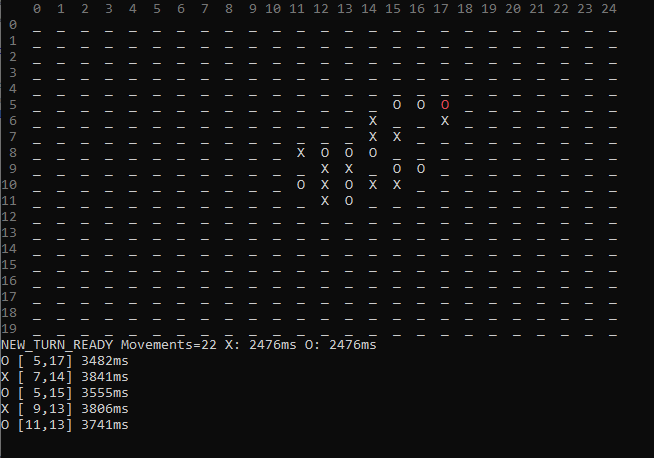 0 1 2 3 4 5 6 7 8 9 10 11 12 13 14 15 16 17 18 19 20 21 22 23 24
0 _ _ _ _ _ _ _ _ _ _ _ _ _ _ _ _ _ _ _ _ _ _ _ _ _
1 _ _ _ _ _ _ _ _ _ _ _ _ _ _ _ _ _ _ _ _ _ _ _ _ _
2 _ _ _ _ _ _ _ _ _ _ _ _ _ _ _ _ _ _ _ _ _ _ _ _ _
3 _ _ _ _ _ _ _ _ _ _ _ _ _ _ _ _ _ _ _ _ _ _ _ _ _
4 _ _ _ _ _ _ _ _ _ _ _ _ _ _ _ _ _ _ _ _ _ _ _ _ _
5 _ _ _ _ _ _ _ _ _ _ _ _ _ _ _ O O O _ _ _ _ _ _ _
6 _ _ _ _ _ _ _ _ _ _ _ _ _ _ X _ _ X _ _ _ _ _ _ _
7 _ _ _ _ _ _ _ _ _ _ _ _ _ _ X X _ _ _ _ _ _ _ _ _
8 _ _ _ _ _ _ _ _ _ _ _ X O O O _ _ _ _ _ _ _ _ _ _
9 _ _ _ _ _ _ _ _ _ _ _ _ X X _ O O _ _ _ _ _ _ _ _
10 _ _ _ _ _ _ _ _ _ _ _ O X O X X _ _ _ _ _ _ _ _ _
11 _ _ _ _ _ _ _ _ _ _ _ _ X O _ _ _ _ _ _ _ _ _ _ _
12 _ _ _ _ _ _ _ _ _ _ _ _ _ _ _ _ _ _ _ _ _ _ _ _ _
13 _ _ _ _ _ _ _ _ _ _ _ _ _ _ _ _ _ _ _ _ _ _ _ _ _
14 _ _ _ _ _ _ _ _ _ _ _ _ _ _ _ _ _ _ _ _ _ _ _ _ _
15 _ _ _ _ _ _ _ _ _ _ _ _ _ _ _ _ _ _ _ _ _ _ _ _ _
16 _ _ _ _ _ _ _ _ _ _ _ _ _ _ _ _ _ _ _ _ _ _ _ _ _
17 _ _ _ _ _ _ _ _ _ _ _ _ _ _ _ _ _ _ _ _ _ _ _ _ _
18 _ _ _ _ _ _ _ _ _ _ _ _ _ _ _ _ _ _ _ _ _ _ _ _ _
19 _ _ _ _ _ _ _ _ _ _ _ _ _ _ _ _ _ _ _ _ _ _ _ _ _
NEW_TURN_READY Movements=22 X: 2476ms O: 2476ms
O [ 5,17] 3482ms
X [ 7,14] 3841ms
O [ 5,15] 3555ms
X [ 9,13] 3806ms
O [11,13] 3741ms